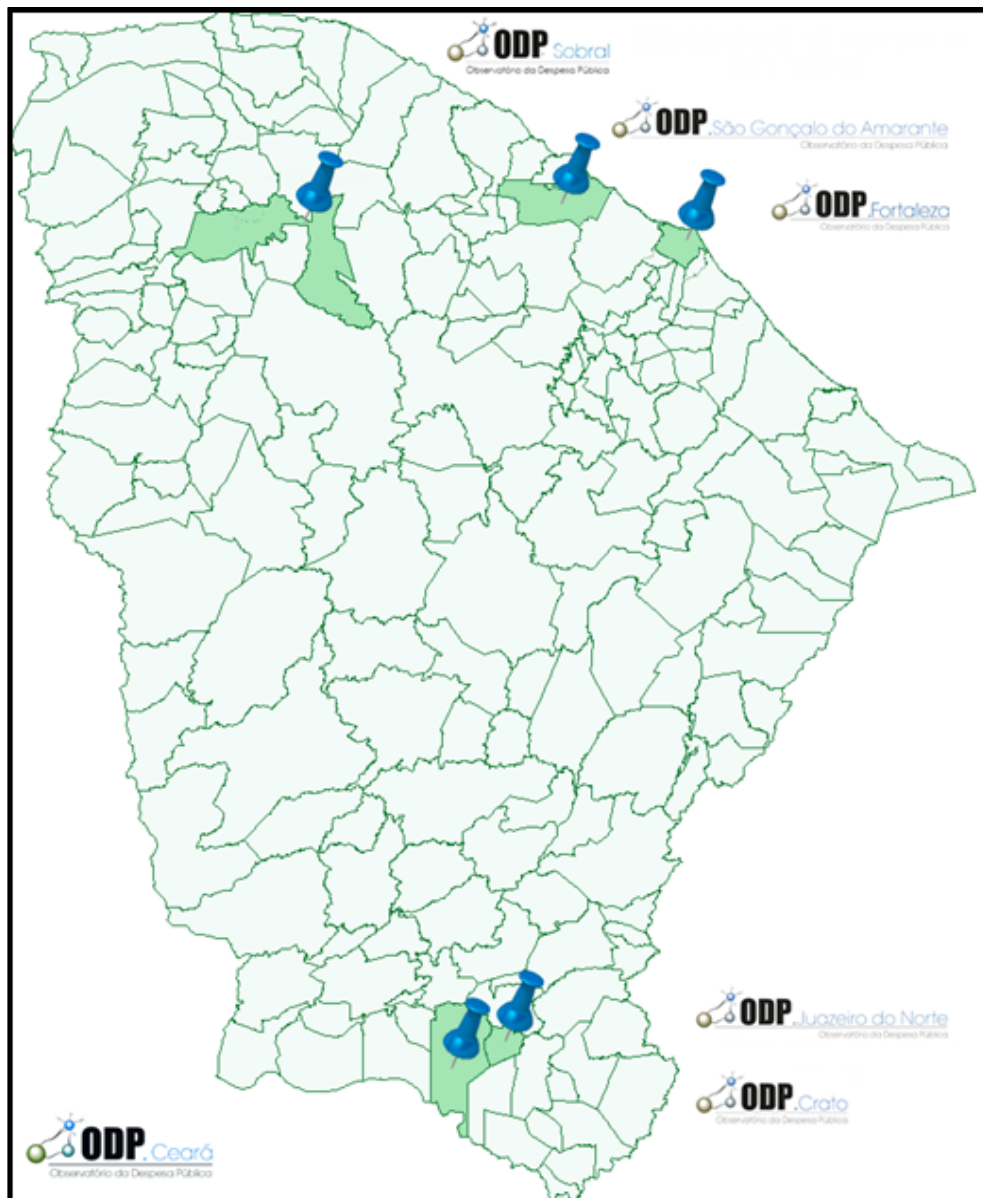 ODP Sobral
Observatório da Despesa Pública
ODP.São Gonçalo do Amarante
Observatório da Despesa Pública
ODP.Fortaleza
Observatório da Despesa Pública
ODP.Juazeiro do Norte
Observatório da Despesa Pública
ODP.Crato
Observatório da Despesa Pública
ODP.Ceará
Observatório da Despesa Pública